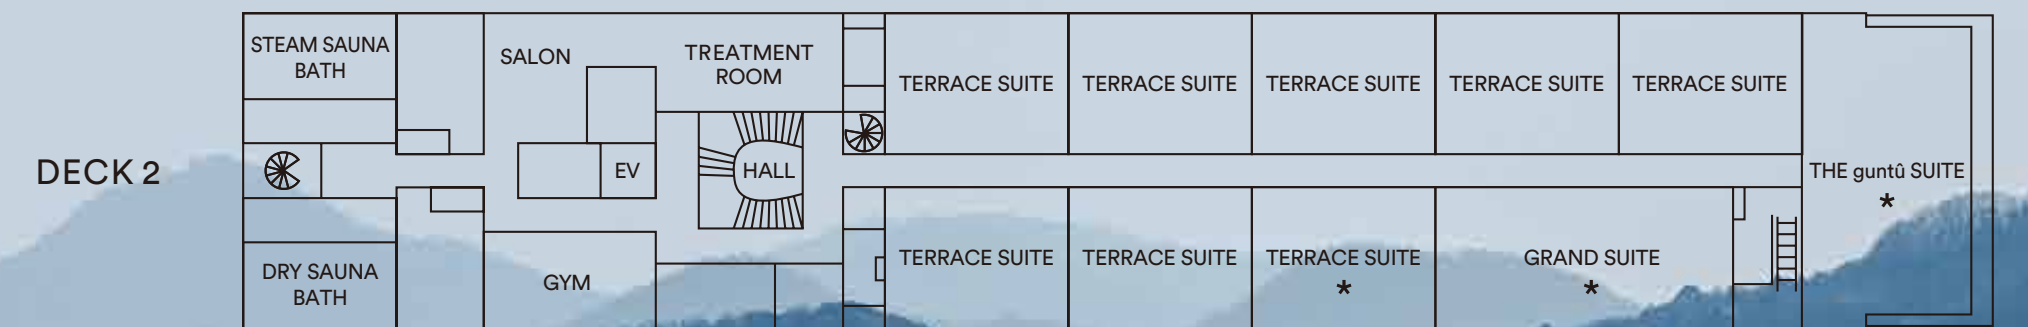 STEAM SAUNA
BATH
SALON
TREATMENT
ROOM
TERRACE SUITE
TERRACE SUITE
TERRACE SUITE
TERRACE SUITE
TERRACE SUITE
DECK 2
EV
HALL
THE guntû SUITE
*
DRY SAUNA
BATH
GYM
TERRACE SUITE
TERRACE SUITE
TERRACE SUITE
*
GRAND SUITE
*